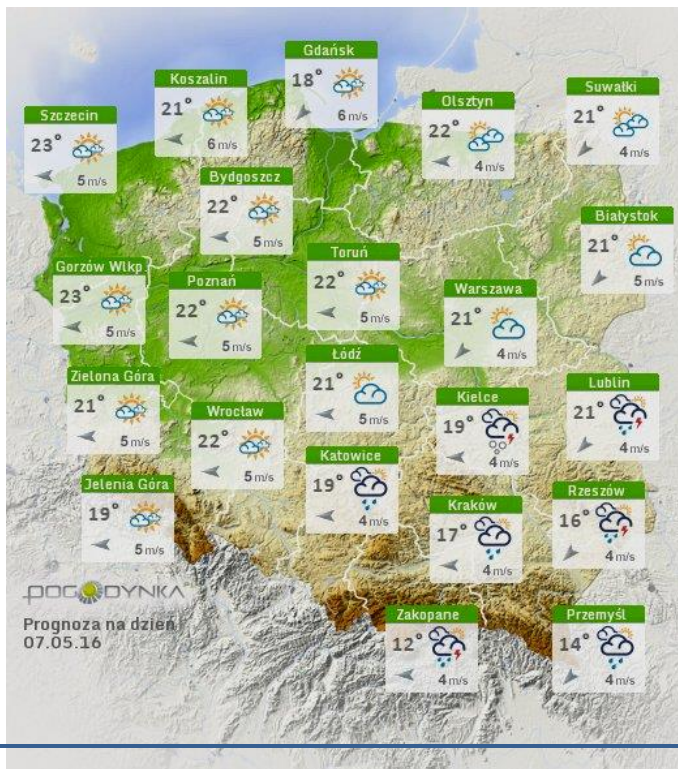 Gdańsk
18°
6 m/s
Koszalin
21°
6 m/s
Suwałki
21°
4 m/s
Olsztyn
22°
4 m/s
Szczecin
23°
5 m/s
Bydgoszcz
22°
5 m/s
Białystok
21°
5 m/s
Toruń
22°
5 m/s
Gorzów Wlkp
23°
5 m/s
Poznań
22°
5 m/s
Warszawa
21°
4 m/s
Łódź
21°
5 m/s
Zielona Góra
21°
5 m/s
Lublin
21°
4 m/s
Kielce
19°
4 m/s
Wrocław
22°
5 m/s
Katowice
19°
4 m/s
Jelenia Góra
19°
5 m/s
Rzeszów
16°
4 m/s
Kraków
17°
4 m/s
POGODYNKA
Prognoza na dzień
07.05.16
Zakopane
12°
4 m/s
Przemyśl
14°
4 m/s